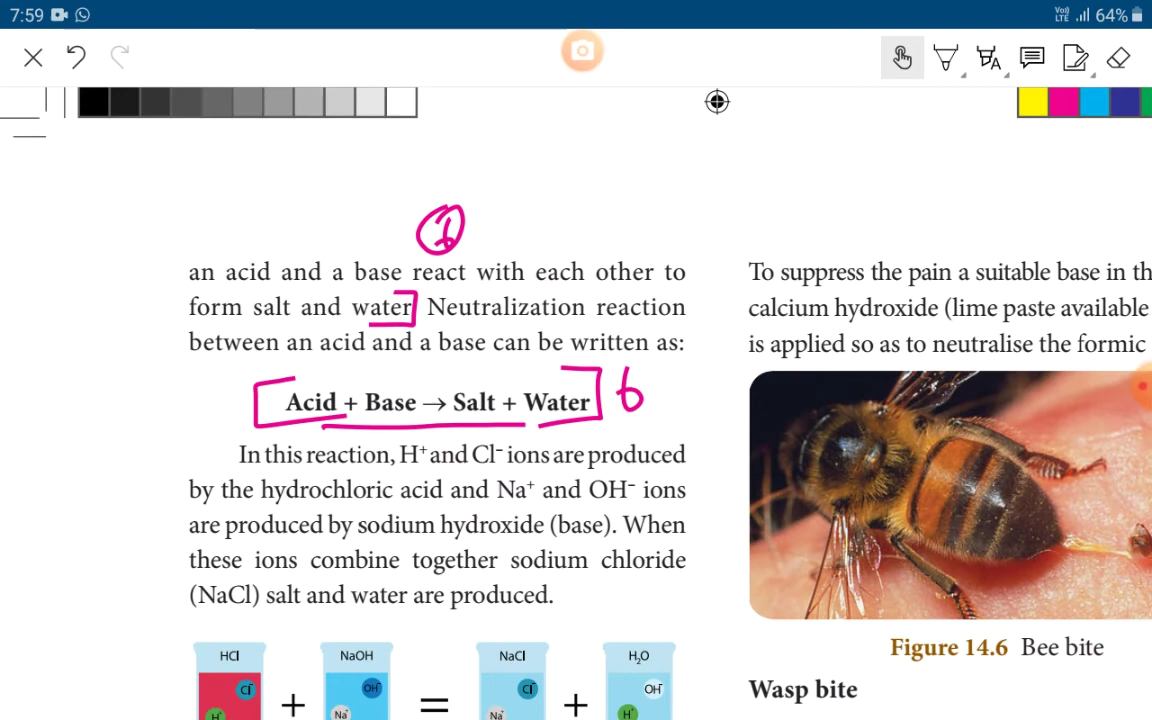 7:59
Vo))
LTE
64%
1
an acid and a base react with each other to
form salt and water. Neutralization reaction
between an acid and a base can be written as:
Acid + Base → Salt + Water
6
In this reaction, H⁺ and Cl⁻ ions are produced
by the hydrochloric acid and Na⁺ and OH⁻ ions
are produced by sodium hydroxide (base). When
these ions combine together sodium chloride
(NaCl) salt and water are produced.
HCl
NaOH
NaCl
H₂O
Cl⁻
OH⁻
Cl⁻
OH⁻
H⁺
+
Na⁺
=
Na⁺
+
H⁺
To suppress the pain a suitable base in th
calcium hydroxide (lime paste available
is applied so as to neutralise the formic
Figure 14.6 Bee bite
Wasp bite